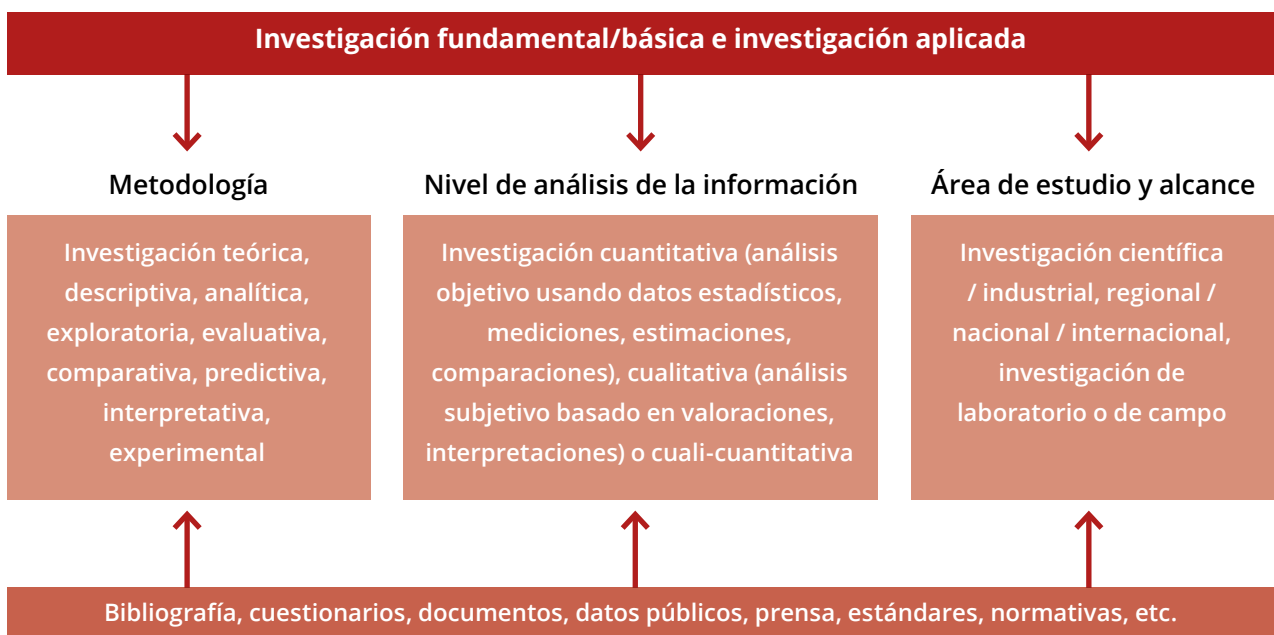 Investigación fundamental/básica e investigación aplicada
Metodología
Investigación teórica,
descriptiva, analítica,
exploratoria, evaluativa,
comparativa, predictiva,
interpretativa,
experimental
Nivel de análisis de la información
Investigación cuantitativa (análisis
objetivo usando datos estadísticos,
mediciones, estimaciones,
comparaciones), cualitativa (análisis
subjetivo basado en valoraciones,
interpretaciones) o cuali-cuantitativa
Área de estudio y alcance
Investigación científica
/ industrial, regional /
nacional / internacional,
investigación de
laboratorio o de campo
Bibliografía, cuestionarios, documentos, datos públicos, prensa, estándares, normativas, etc.